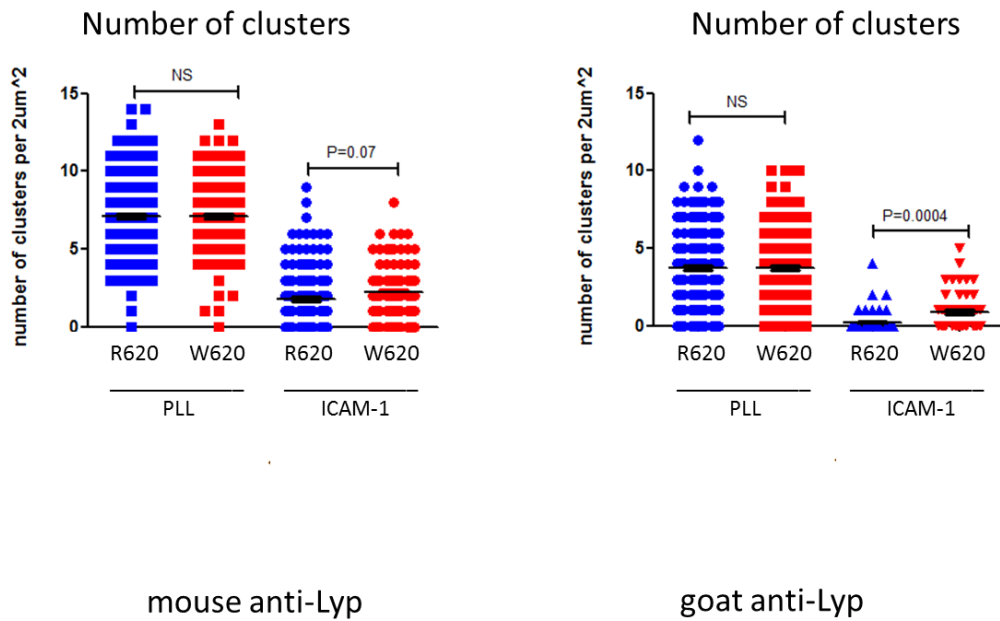 Number of clusters
number of clusters per 2um^2
15
10
5
0
NS
P=0.07
R620
W620
R620
W620
PLL
ICAM-1
mouse anti-Lyp
Number of clusters
number of clusters per 2um^2
15
10
5
0
NS
P=0.0004
R620
W620
R620
W620
PLL
ICAM-1
goat anti-Lyp